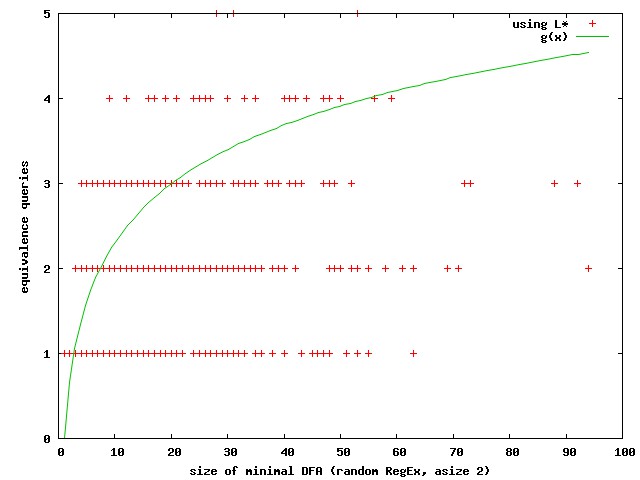 5
using L*
g(x)
4
3
equivalence queries
2
1
0
0 10 20 30 40 50 60 70 80 90 100
size of minimal DFA (random RegEx, asize 2)